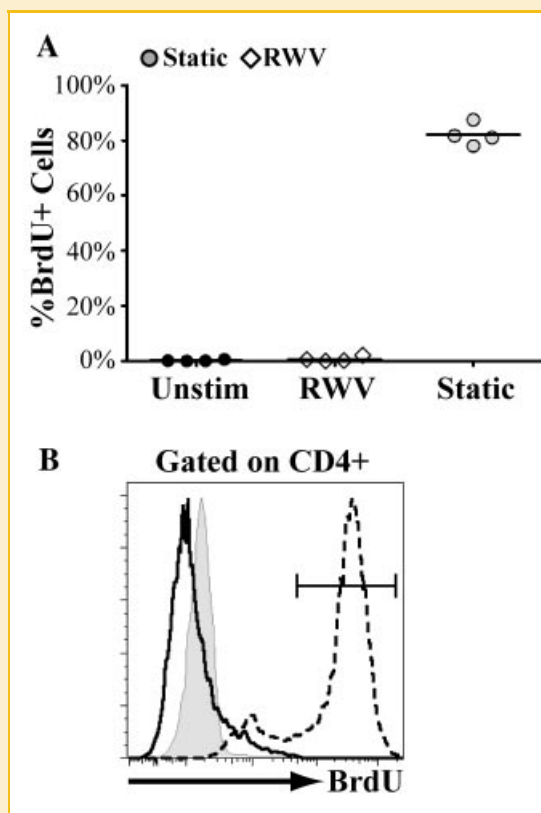 A
Static RWV
100%
80%
60%
40%
20%
0%
%BrdU+ Cells
Unstim RWV Static
B
Gated on CD4+
BrdU